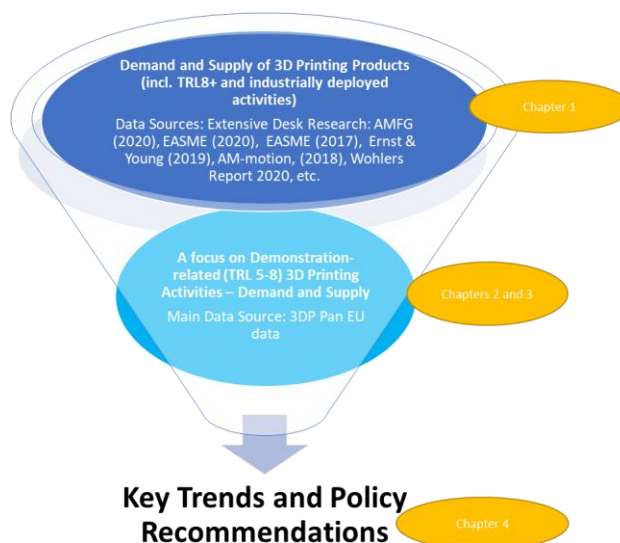 Demand and Supply of 3D Printing Products
(incl. TRL8+ and industrially deployed
activities)
Data Sources: Extensive Desk Research: AMFG
(2020), EASME (2020), EASME (2017), Ernst &
Young (2019), AM-motion, (2018), Wohlers
Report 2020, etc.
Chapter 1
A focus on Demonstration-
related (TRL 5-8) 3D Printing
Activities – Demand and Supply
Main Data Source: 3DP Pan EU
data
Chapters 2 and 3
Key Trends and Policy
Recommendations
Chapter 4